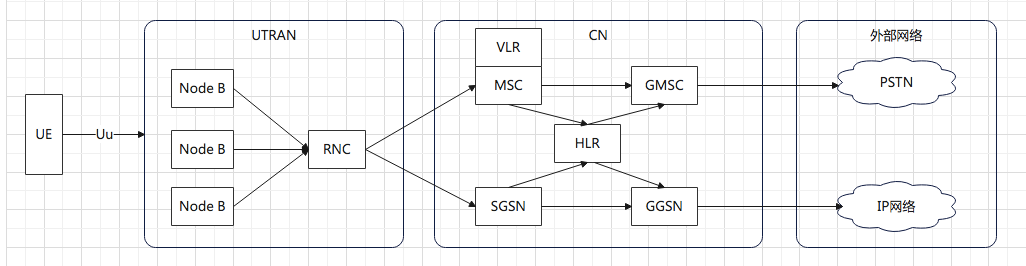 UTRAN
CN
外部网络
VLR
Node B
MSC
GMSC
PSTN
UE
Uu
Node B
RNC
HLR
Node B
SGSN
GGSN
IP网络